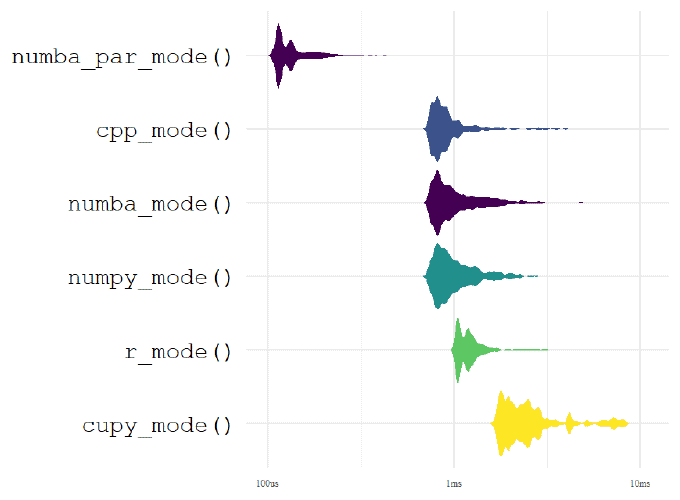 numba_par_mode()
cpp_mode()
numba_mode()
numpy_mode()
r_mode()
cupy_mode()
100us 1ms 10ms